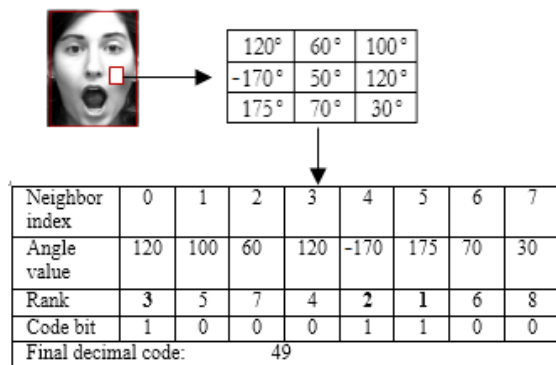 120° 60° 100°
-170° 50° 120°
175° 70° 30°
Neighbor index 0 1 2 3 4 5 6 7
Angle value 120 100 60 120 -170 175 70 30
Rank 3 5 7 4 2 1 6 8
Code bit 1 0 0 0 1 1 0 0
Final decimal code: 49